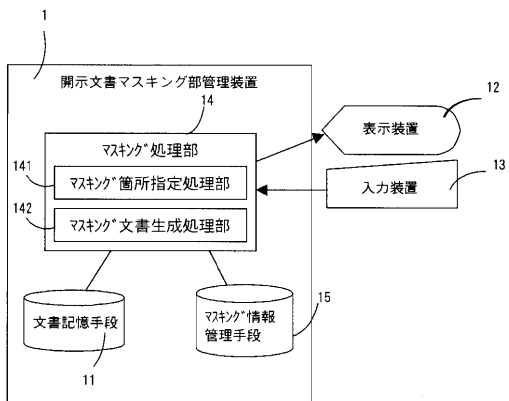 1
開示文書マスキング部管理装置
14
12
表示装置
マスキング処理部
13
141
マスキング箇所指定処理部
入力装置
142
マスキング文書生成処理部
文書記憶手段
マスキング情報
管理手段
15
11